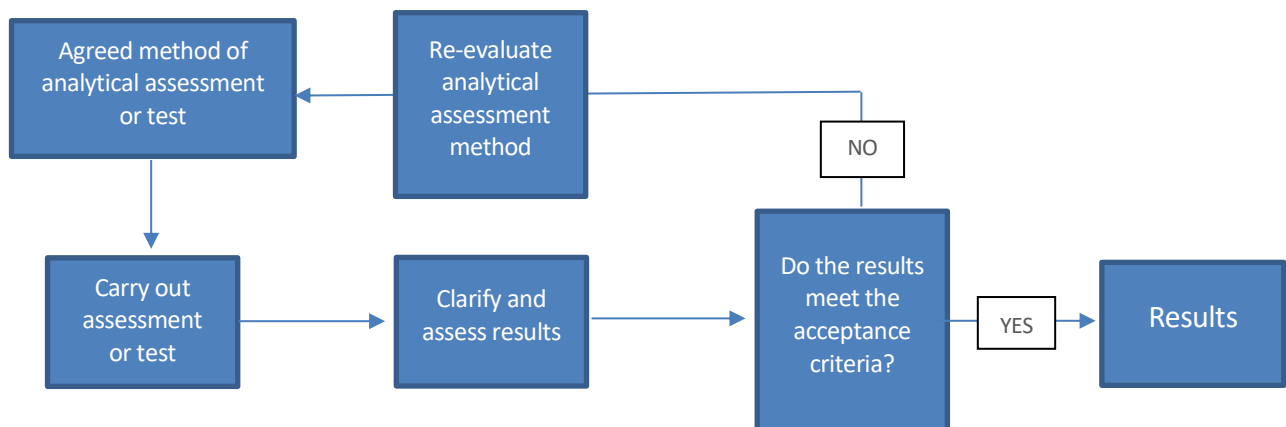 Agreed method of
analytical assessment
or test
Re-evaluate
analytical
assessment
method
NO
Carry out
assessment
or test
Clarify and
assess results
Do the results
meet the
acceptance
criteria?
YES
Results